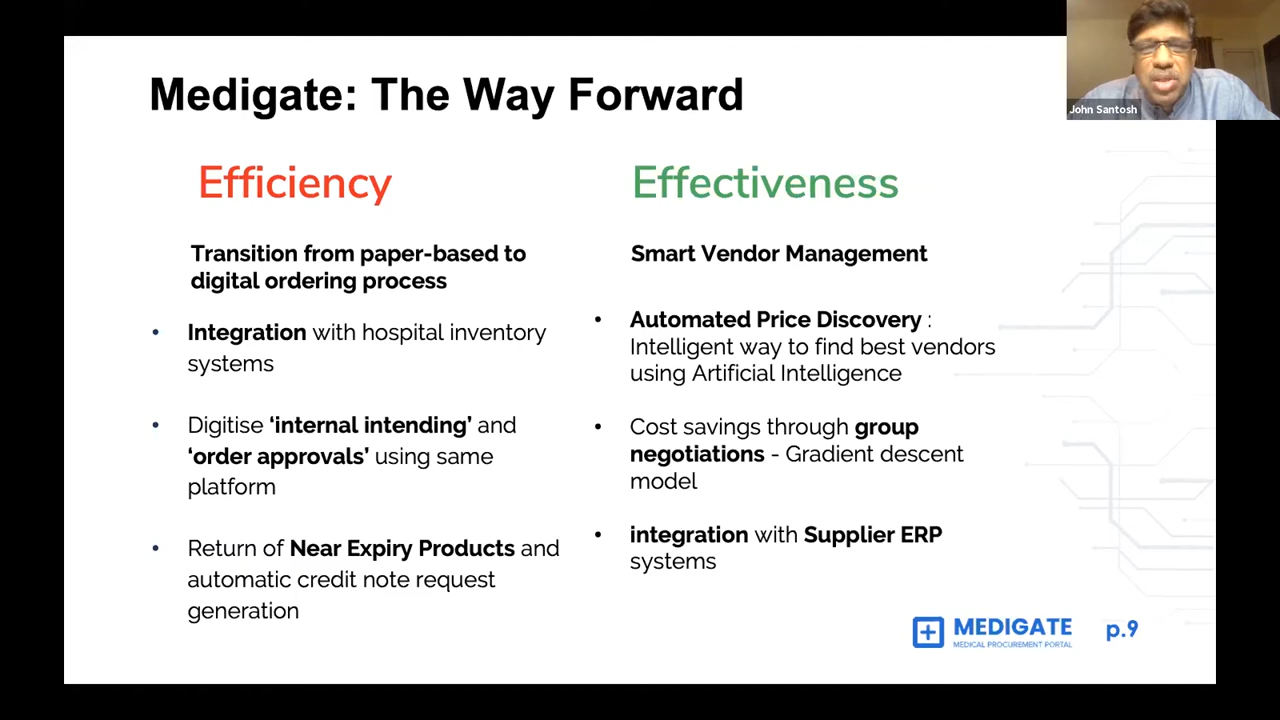 John Santosh
Medigate: The Way Forward
Efficiency
Transition from paper-based to
digital ordering process
• Integration with hospital inventory
systems
• Digitise ‘internal intending’ and
‘order approvals’ using same
platform
• Return of Near Expiry Products and
automatic credit note request
generation
Effectiveness
Smart Vendor Management
• Automated Price Discovery :
Intelligent way to find best vendors
using Artificial Intelligence
• Cost savings through group
negotiations - Gradient descent
model
• integration with Supplier ERP
systems
MEDIGATE
MEDICAL PROCUREMENT PORTAL
p.9